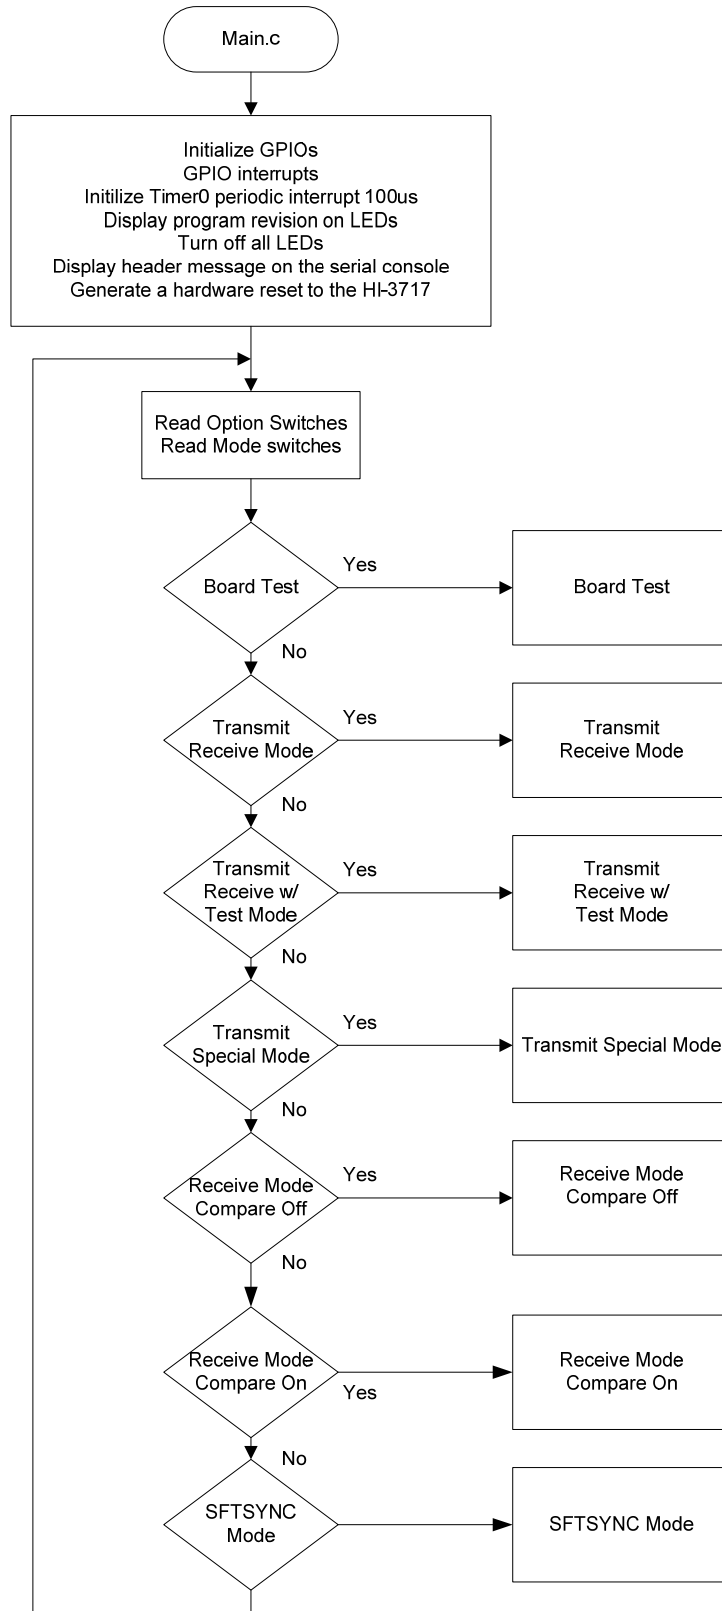 Main.c
Initialize GPIOs
GPIO interrupts
Initilize Timer0 periodic interrupt 100us
Display program revision on LEDs
Turn off all LEDs
Display header message on the serial console
Generate a hardware reset to the HI-3717
Read Option Switches
Read Mode switches
Board Test
Yes
Board Test
No
Transmit
Receive Mode
Yes
Transmit
Receive Mode
No
Transmit
Receive w/
Test Mode
Yes
Transmit
Receive w/
Test Mode
No
Transmit
Special Mode
Yes
Transmit Special Mode
No
Receive Mode
Compare Off
Yes
Receive Mode
Compare Off
No
Receive Mode
Compare On
Yes
Receive Mode
Compare On
No
SFTSYNC
Mode
SFTSYNC Mode